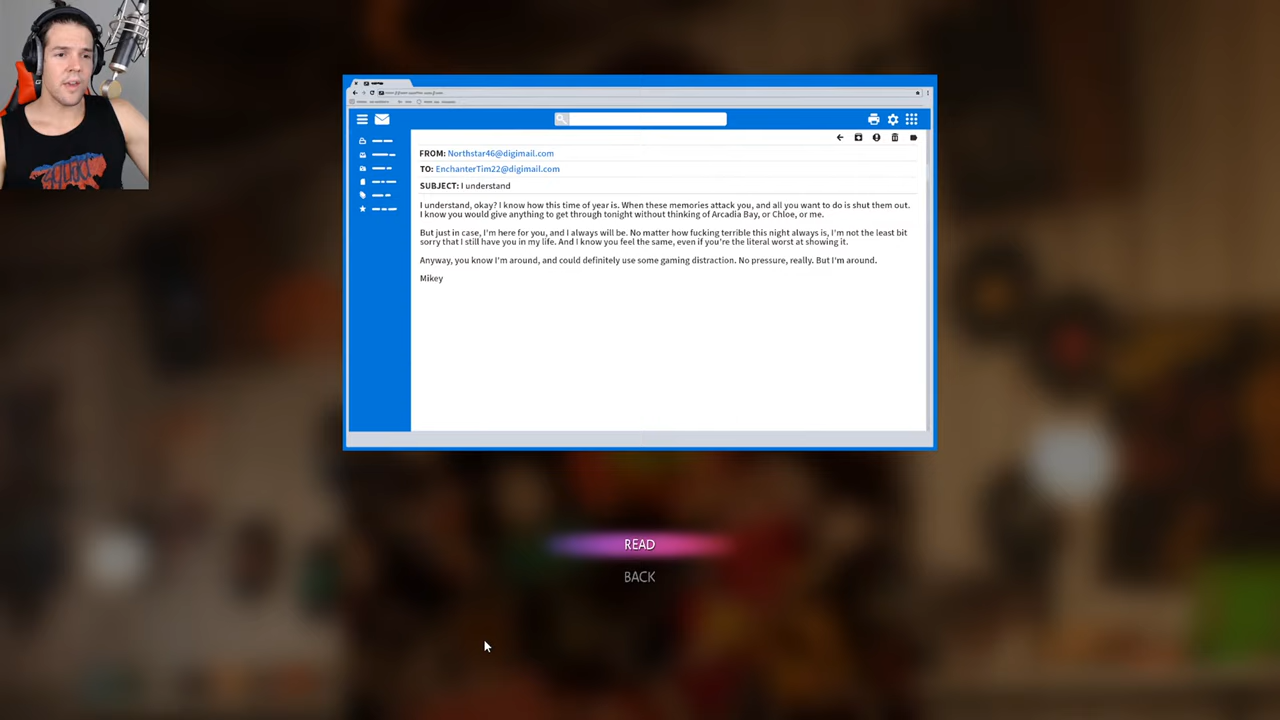 FROM: Northstar46@digimail.com
TO: EnchanterTim22@digimail.com
SUBJECT: I understand
I understand, okay? I know how this time of year is. When these memories attack you, and all you want to do is shut them out.
I know you would give anything to get through tonight without thinking of Arcadia Bay, or Chloe, or me.
But just in case, I'm here for you, and I always will be. No matter how fucking terrible this night always is, I'm not the least bit
sorry that I still have you in my life. And I know you feel the same, even if you're the literal worst at showing it.
Anyway, you know I'm around, and could definitely use some gaming distraction. No pressure, really. But I'm around.
Mikey
READ
BACK